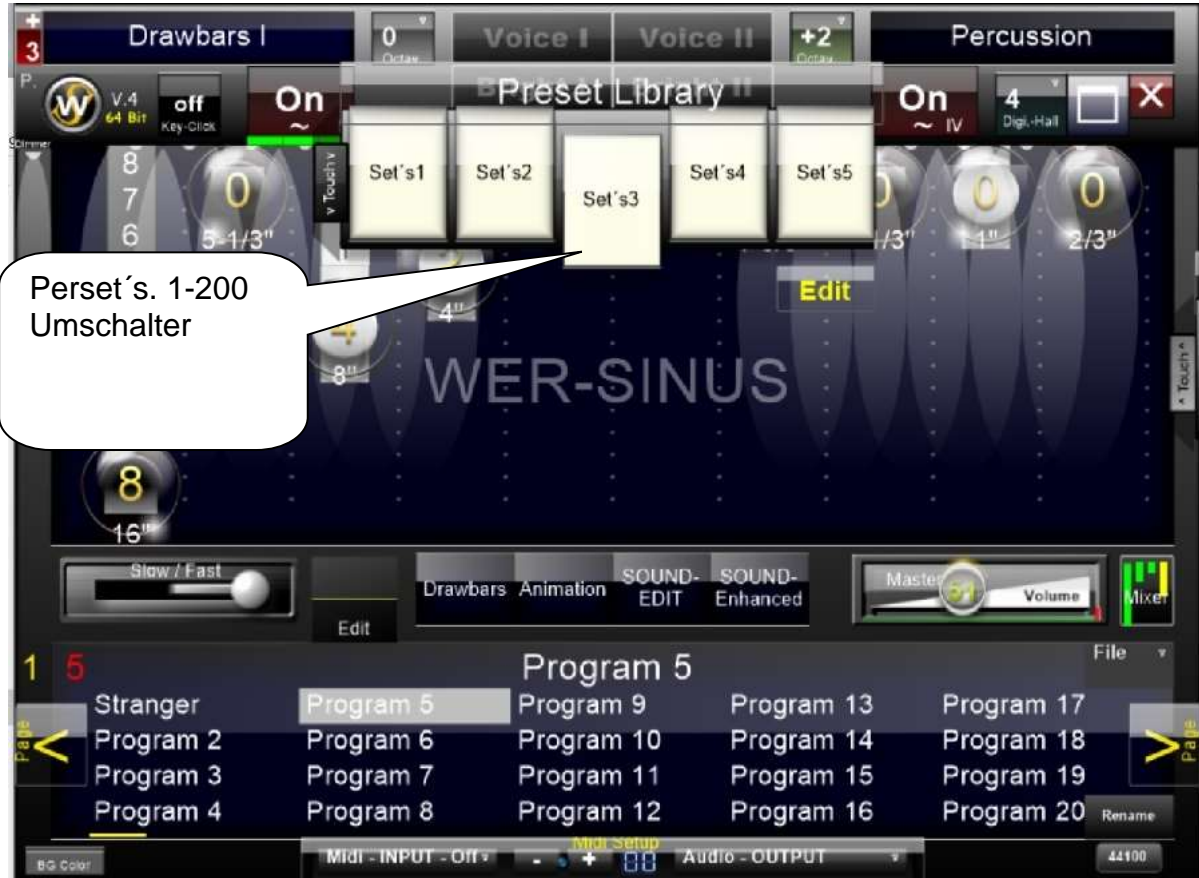 +
3
Drawbars I
0
Octav
Voice I
Voice II
+2
Octav
Percussion
P.
W
V.4
64 Bit
off
Key-Click
On
~
Preset Library
On
~ IV
4
Digi.-Hall
X
8
7
6
0
5-1/3"
v Touch v
Set´s1
Set´s2
Set´s3
Set´s4
Set´s5
0
1"
0
2/3"
Perset´s. 1-200
Umschalter
4"
Edit
4
8"
WER-SINUS
^ Touch ^
8
16"
Slow / Fast
Edit
Drawbars
Animation
SOUND-
EDIT
SOUND-
Enhanced
Master
Volume
Mixer
1
5
Program 5
File
Stranger
Program 5
Program 9
Program 13
Program 17
Page
<
Program 2
Program 6
Program 10
Program 14
Program 18
>
Page
Program 3
Program 7
Program 11
Program 15
Program 19
Program 4
Program 8
Program 12
Program 16
Program 20
Rename
BG Color
Midi - INPUT - Off
Midi Setup
- +
Audio - OUTPUT
44100